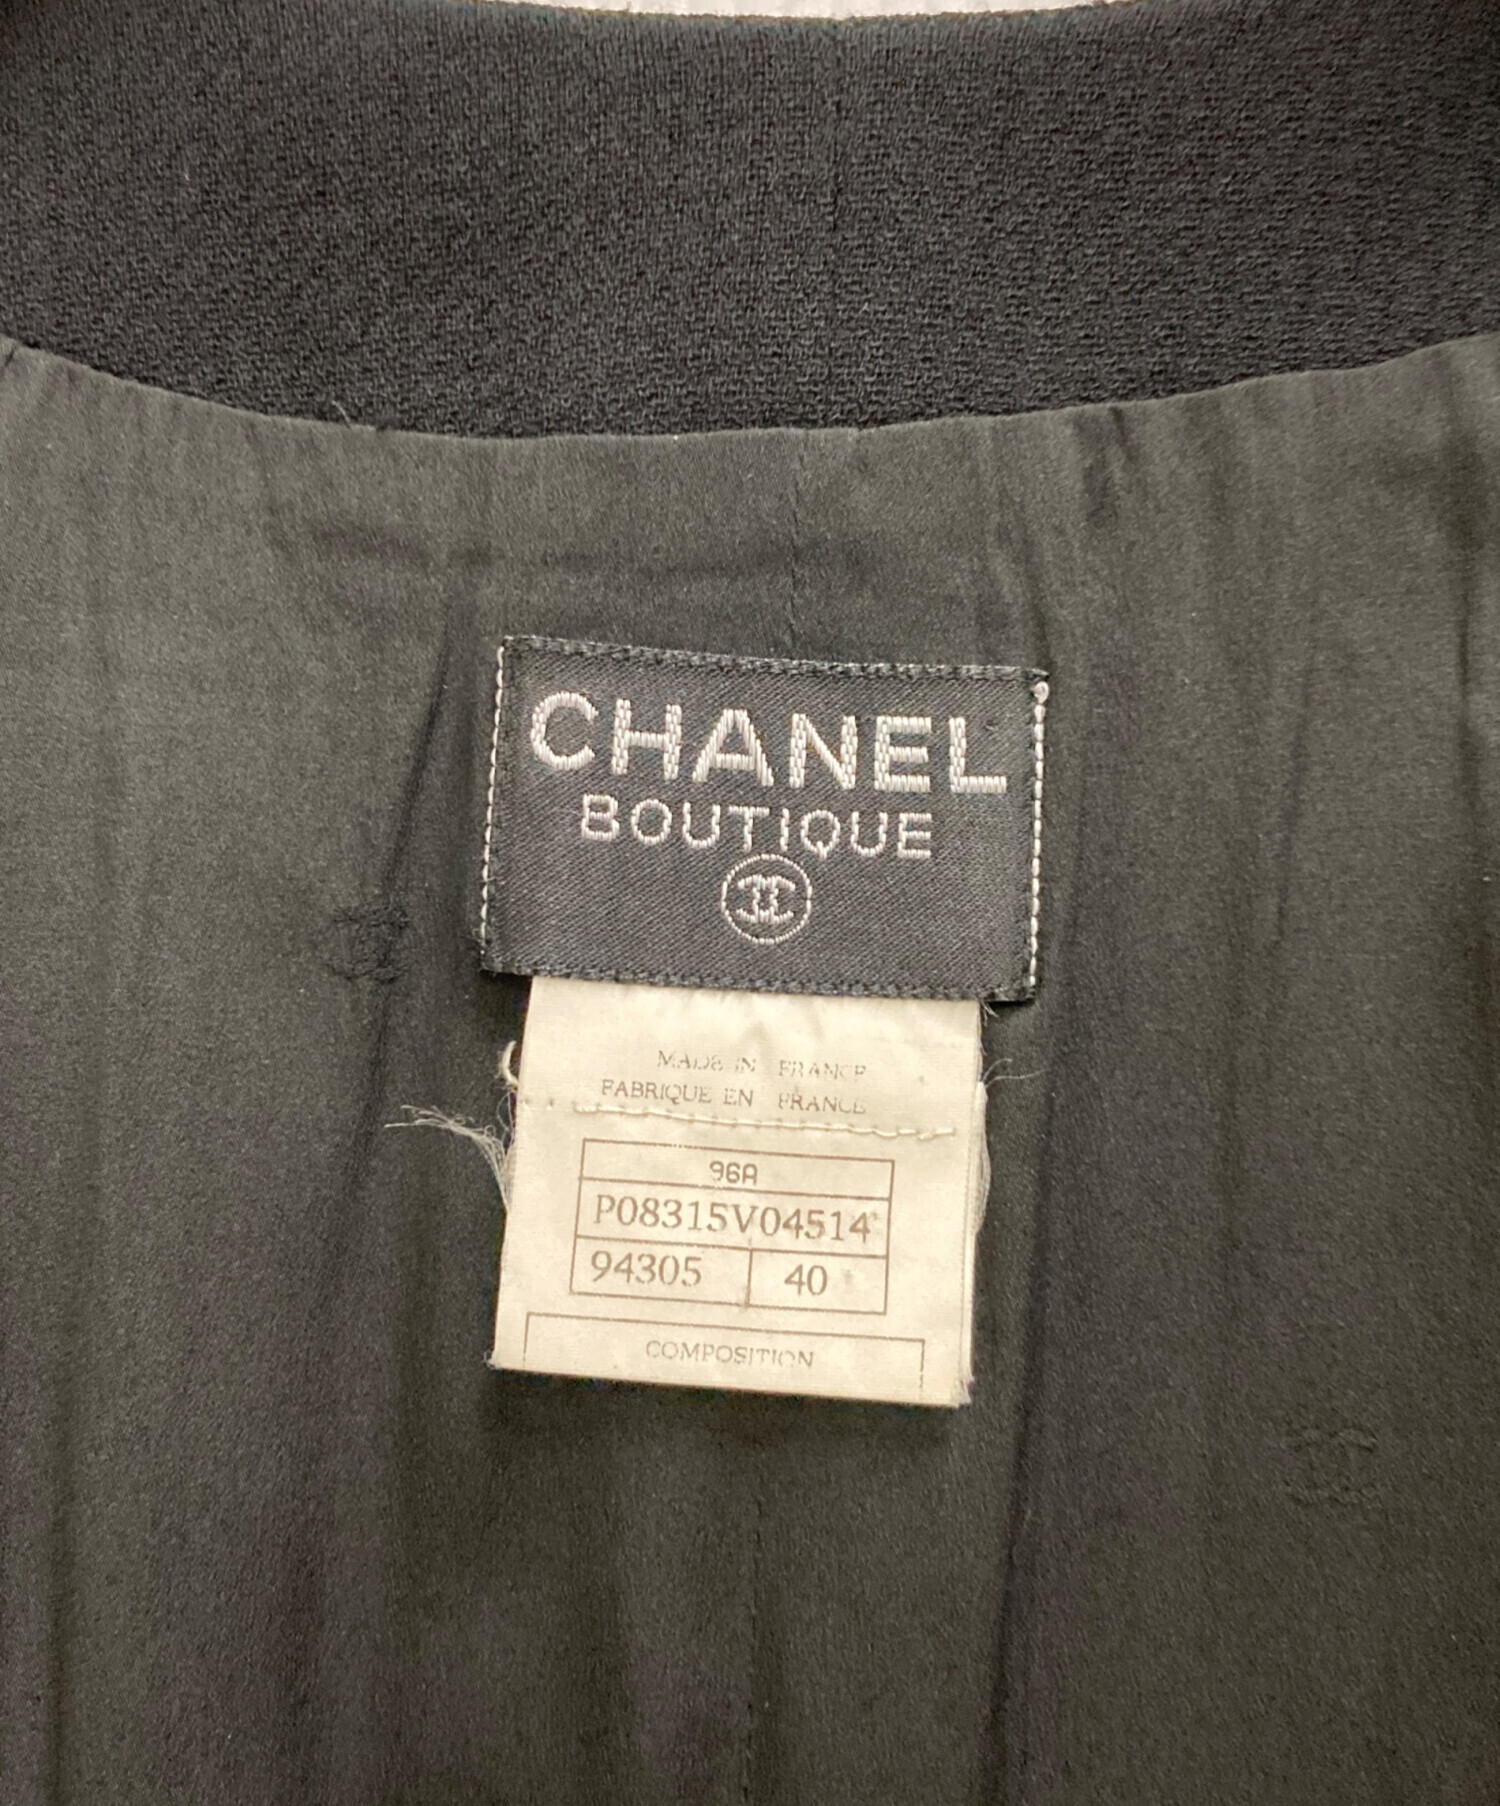 CHANEL
BOUTIQUE
MADE IN FRANCE
FABRIQUE EN FRANCE
96A
P08315V04514
94305 40
COMPOSITION